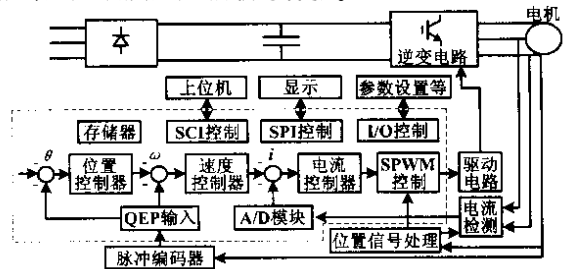 电机
逆变电路
上位机
显示
参数设置等
存储器
SCI控制
SPI控制
I/O控制
θ
位置
控制器
ω
速度
控制器
i
电流
控制器
SPWM
控制
驱动
电路
QEP输入
A/D模块
电流
检测
位置信号处理
脉冲编码器